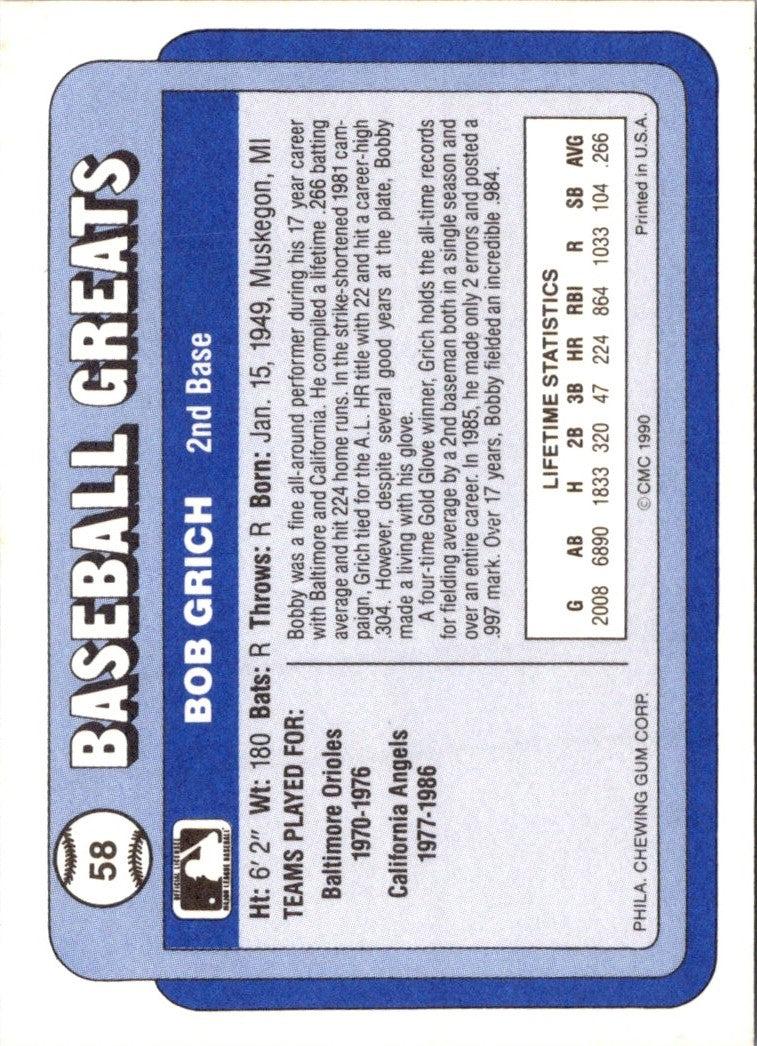 58
BASEBALL GREATS
OFFICIAL LICENSEE
MAJOR LEAGUE BASEBALL
BOB GRICH 2nd Base
Ht: 6' 2" Wt: 180 Bats: R Throws: R Born: Jan. 15, 1949, Muskegon, MI
TEAMS PLAYED FOR:
Baltimore Orioles
1970-1976
California Angels
1977-1986
Bobby was a fine all-around performer during his 17 year career
with Baltimore and California. He compiled a lifetime .266 batting
average and hit 224 home runs. In the strike-shortened 1981 cam-
paign, Grich tied for the A.L. HR title with 22 and hit a career-high
.304. However, despite several good years at the plate, Bobby
made a living with his glove.
A four-time Gold Glove winner, Grich holds the all-time records
for fielding average by a 2nd baseman both in a single season and
over an entire career. In 1985, he made only 2 errors and posted a
.997 mark. Over 17 years, Bobby fielded an incredible .984.
LIFETIME STATISTICS
G AB H 2B 3B HR RBI R SB AVG
2008 6890 1833 320 47 224 864 1033 104 .266
PHILA. CHEWING GUM CORP. © CMC 1990 Printed in U.S.A.